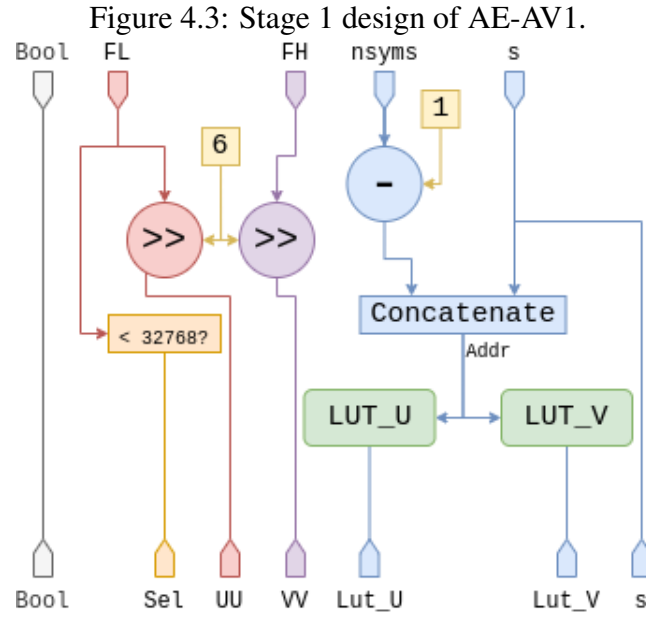 Figure 4.3: Stage 1 design of AE-AV1.
Bool FL FH nsyms s
1
6
-
>> >>
< 32768?
Concatenate
Addr
LUT_U LUT_V
Bool Sel UU VV Lut_U Lut_V s